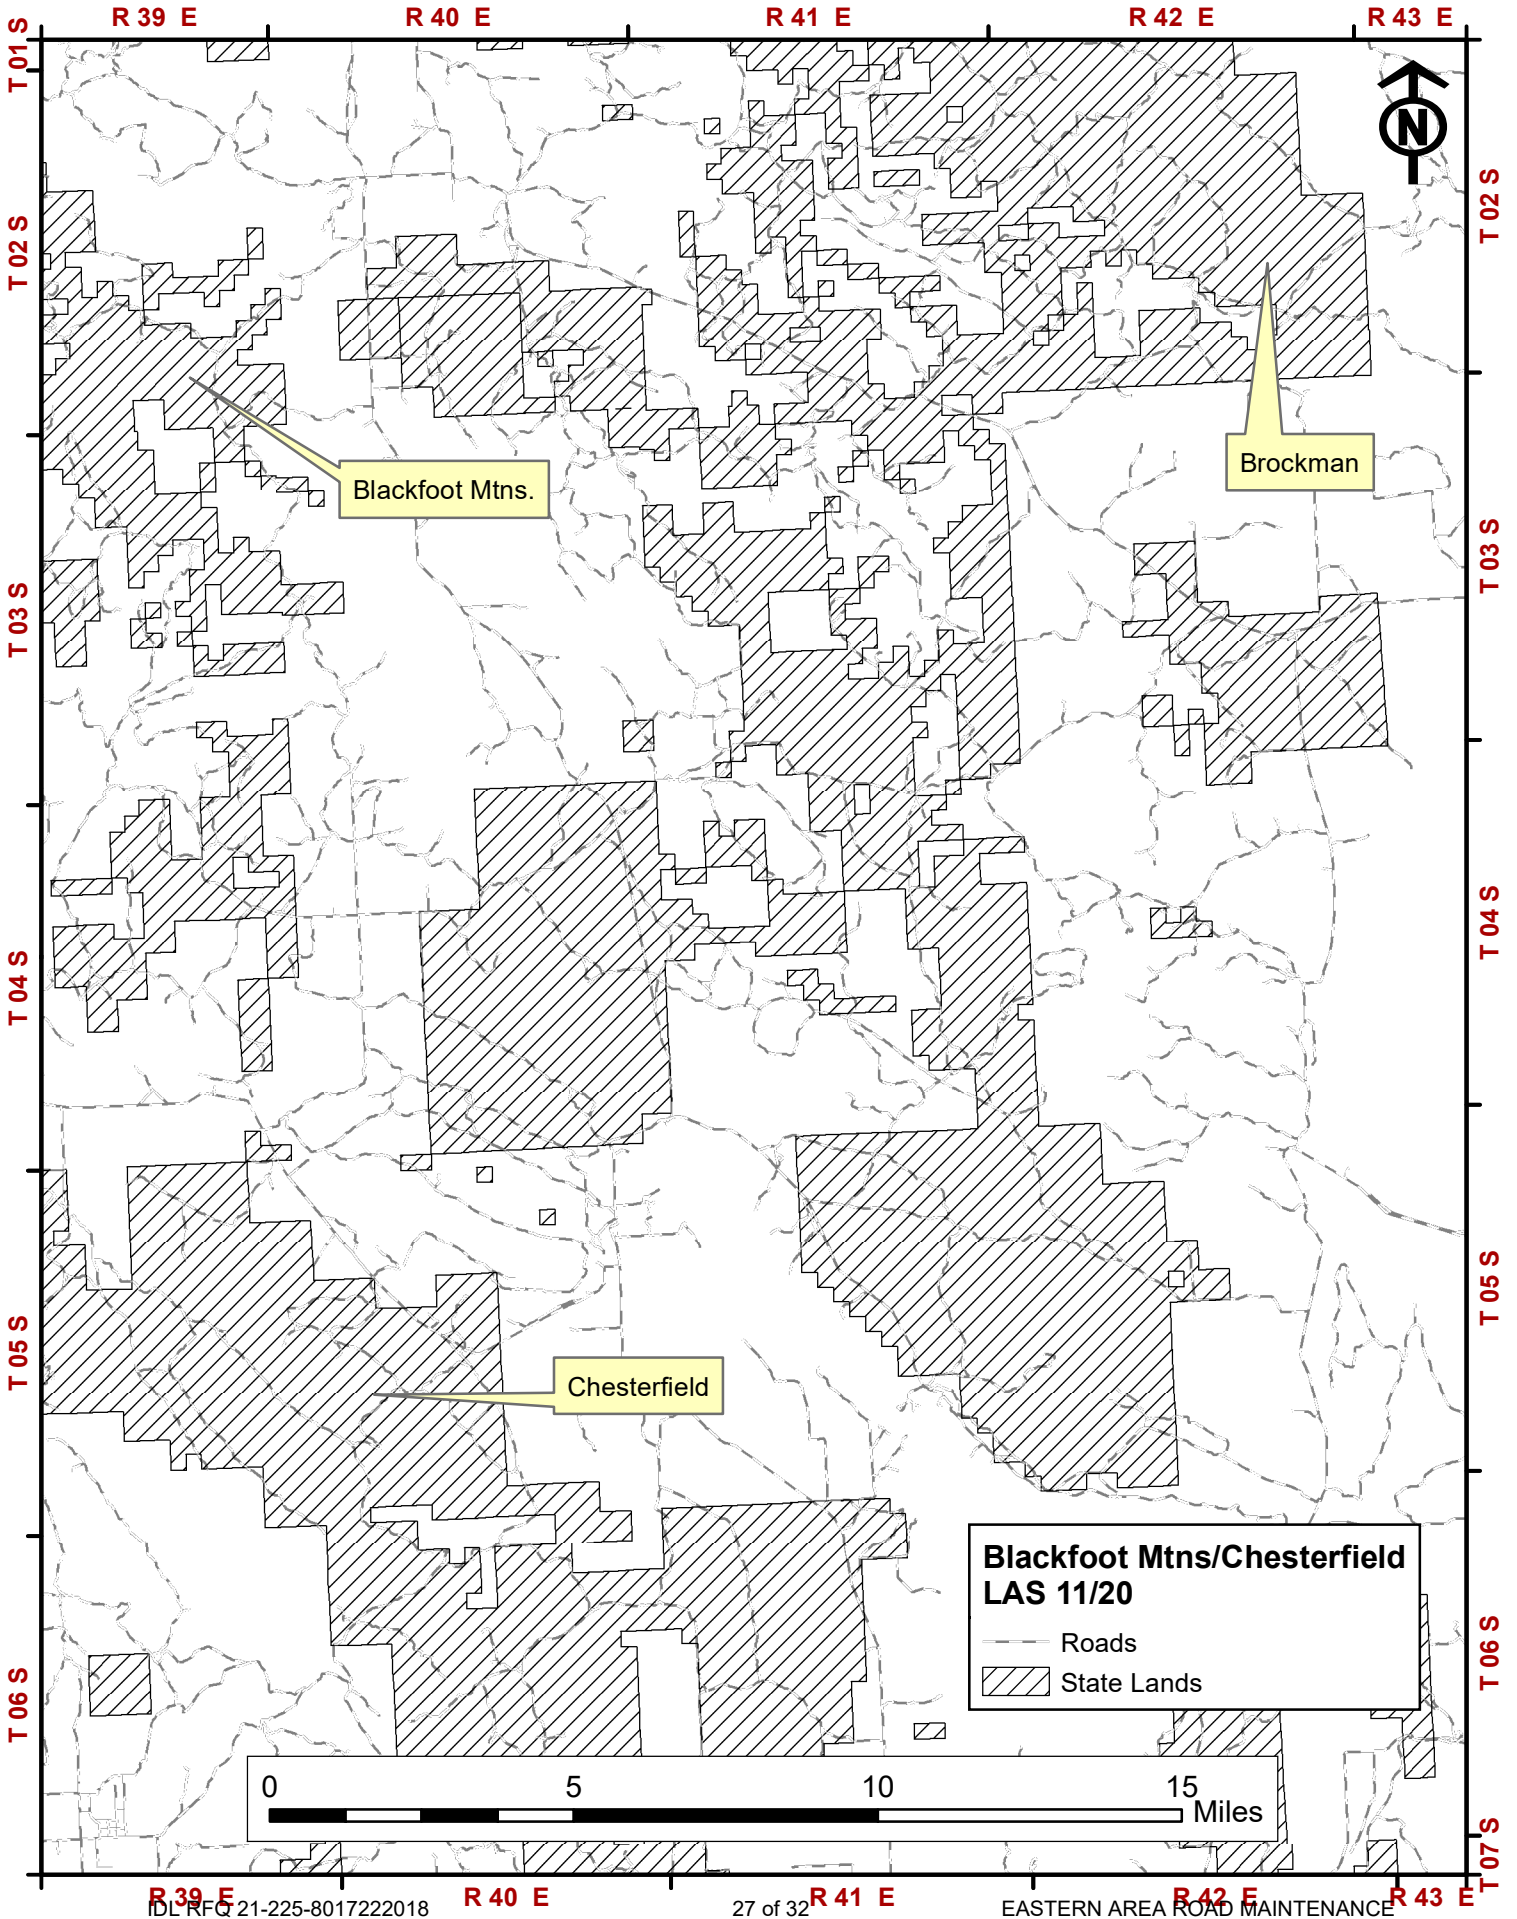 R 39 E
R 40 E
R 41 E
R 42 E
R 43 E
T 01 S
T 02 S
T 03 S
T 04 S
T 05 S
T 06 S
N
T 02 S
T 03 S
T 04 S
T 05 S
T 06 S
T 07 S
Brockman
Blackfoot Mtns.
Chesterfield
Blackfoot Mtns/Chesterfield
LAS 11/20
Roads
State Lands
0 5 10 15
Miles
R 39 E
R 40 E
R 41 E
R 42 E
R 43 E
IDL RFQ 21-225-8017222018
27 of 32
EASTERN AREA ROAD MAINTENANCE